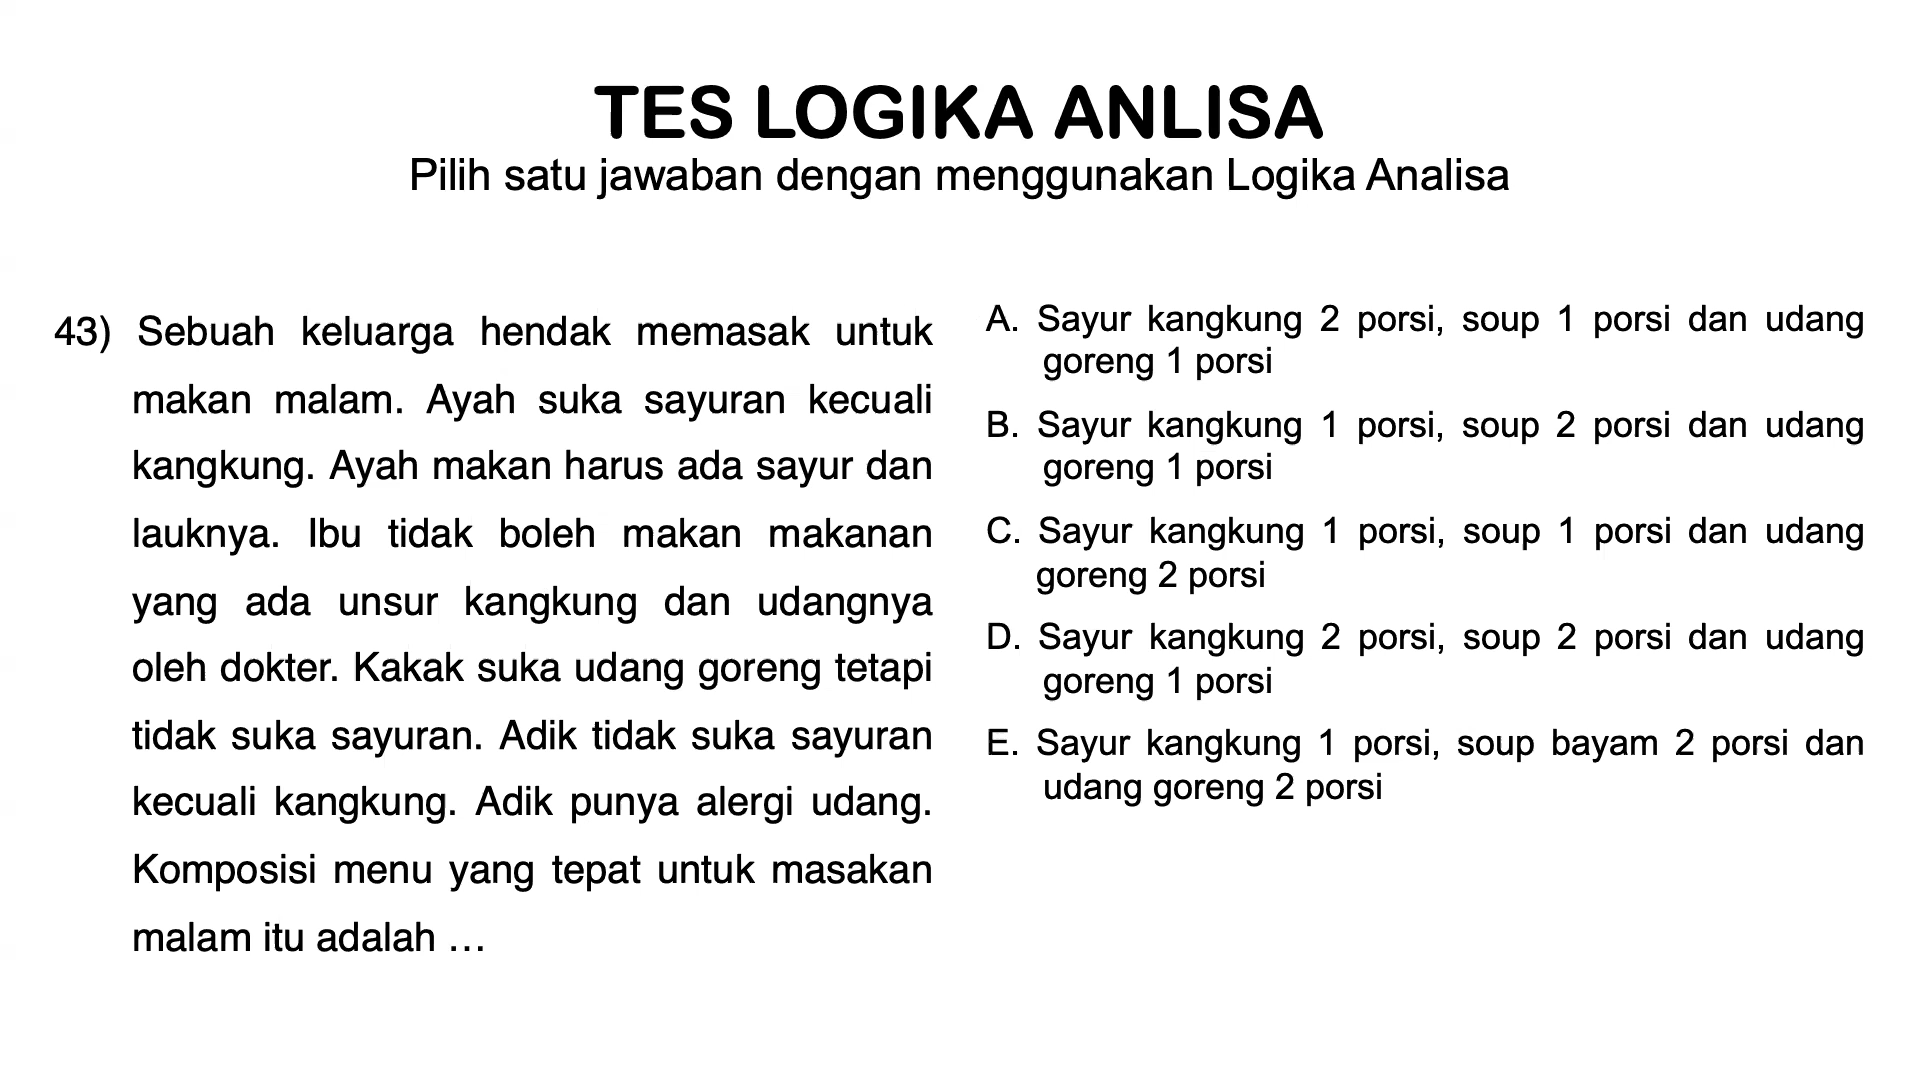 TES LOGIKA ANLISA
Pilih satu jawaban dengan menggunakan Logika Analisa
43) Sebuah keluarga hendak memasak untuk
makan malam. Ayah suka sayuran kecuali
kangkung. Ayah makan harus ada sayur dan
lauknya. Ibu tidak boleh makan makanan
yang ada unsur kangkung dan udangnya
oleh dokter. Kakak suka udang goreng tetapi
tidak suka sayuran. Adik tidak suka sayuran
kecuali kangkung. Adik punya alergi udang.
Komposisi menu yang tepat untuk masakan
malam itu adalah …
A. Sayur kangkung 2 porsi, soup 1 porsi dan udang
goreng 1 porsi
B. Sayur kangkung 1 porsi, soup 2 porsi dan udang
goreng 1 porsi
C. Sayur kangkung 1 porsi, soup 1 porsi dan udang
goreng 2 porsi
D. Sayur kangkung 2 porsi, soup 2 porsi dan udang
goreng 1 porsi
E. Sayur kangkung 1 porsi, soup bayam 2 porsi dan
udang goreng 2 porsi